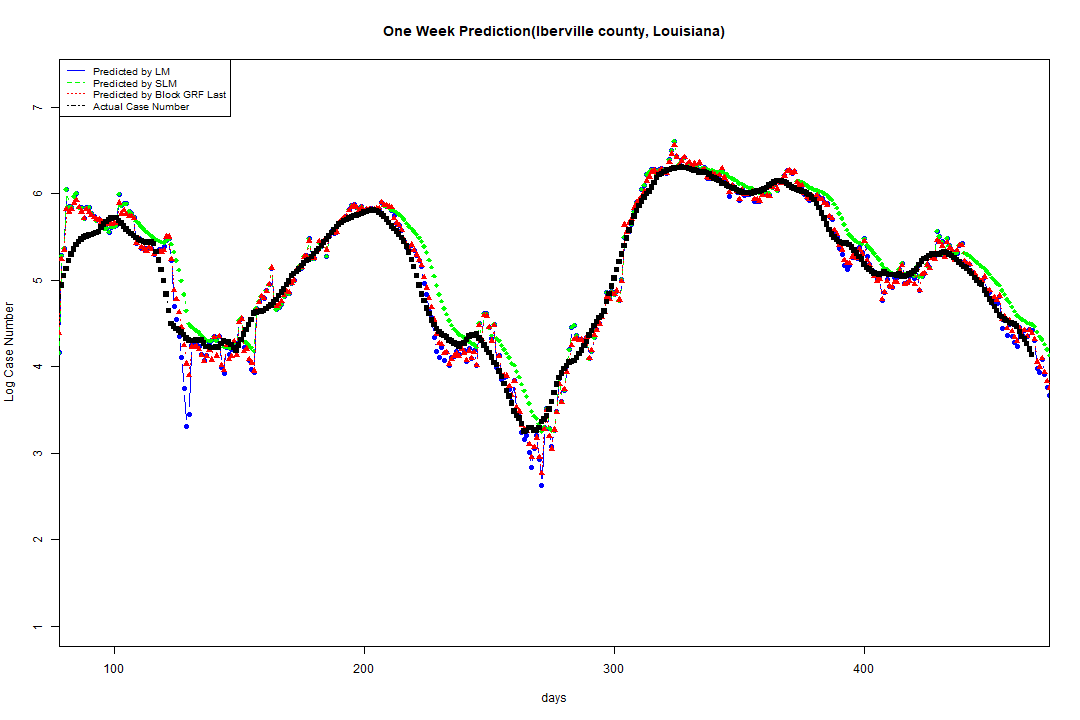 One Week Prediction(Iberville county, Louisiana)
Predicted by LM
Predicted by SLM
Predicted by Block GRF Last
Actual Case Number
7
6
5
4
3
2
1
Log Case Number
100 200 300 400
days